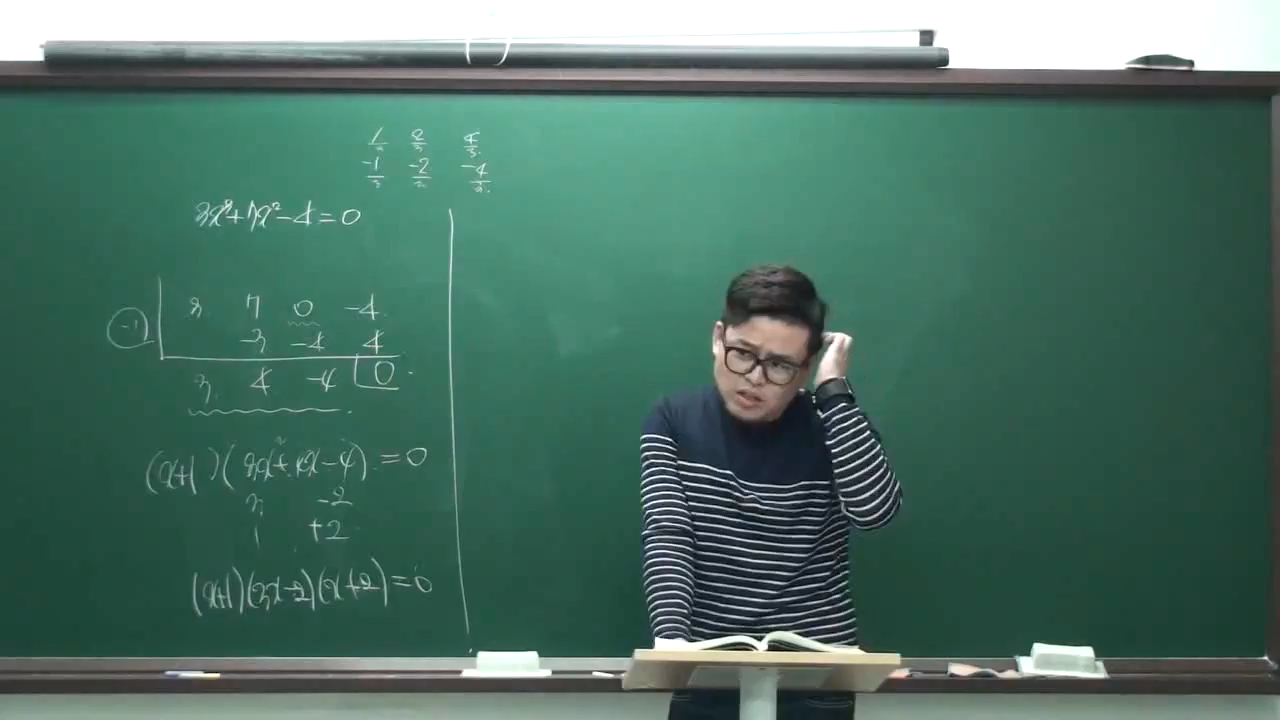 1/3 2/3 4/3
-1/3 -2/3 -4/3
3x³+7x²-4=0
-1 | 3 7 0 -4
-3 -4 4
3 4 -4 0
(x+1)(3x²+4x-4)=0
3 -2
1 +2
(x+1)(3x-2)(x+2)=0